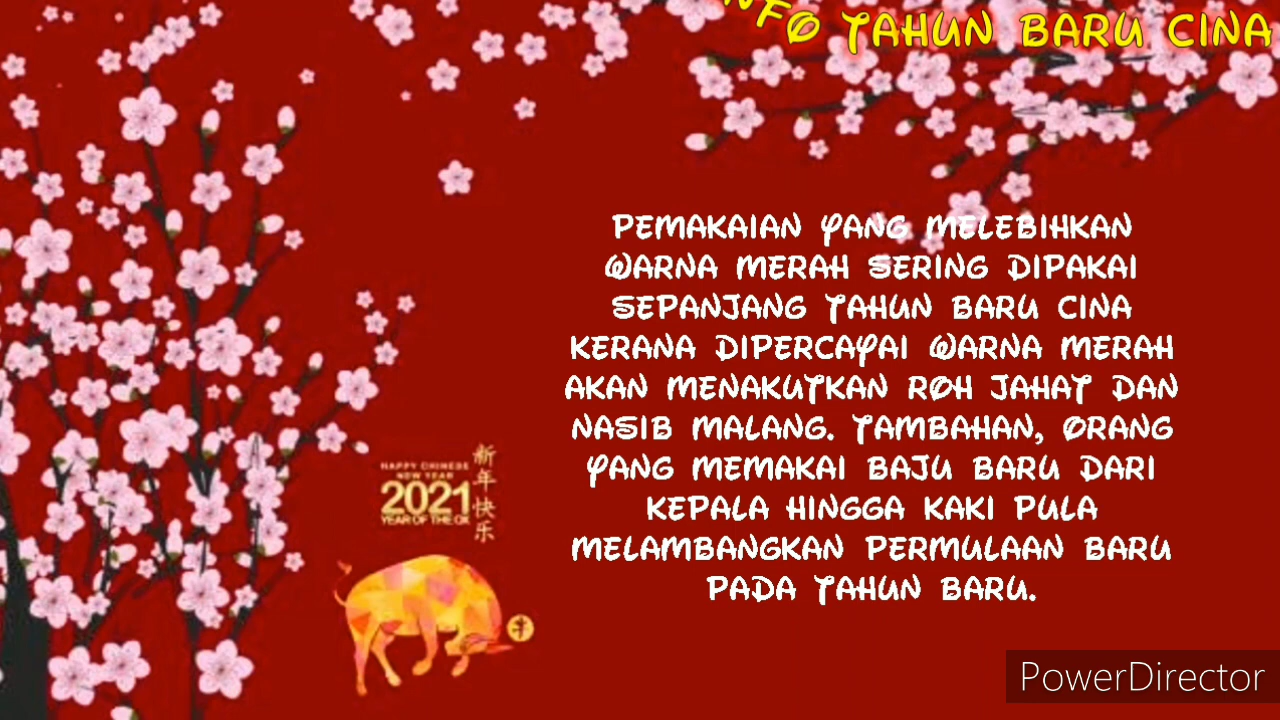 INFO TAHUN BARU CINA
PEMAKAIAN YANG MELEBIHKAN
WARNA MERAH SERING DIPAKAI
SEPANJANG TAHUN BARU CINA
KERANA DIPERCAYAI WARNA MERAH
AKAN MENAKUTKAN ROH JAHAT DAN
NASIB MALANG. TAMBAHAN, ORANG
YANG MEMAKAI BAJU BARU DARI
KEPALA HINGGA KAKI PULA
MELAMBANGKAN PERMULAAN BARU
PADA TAHUN BARU.
HAPPY CHINESE
NEW YEAR
2021
YEAR OF THE OX
新年快乐
牛
PowerDirector